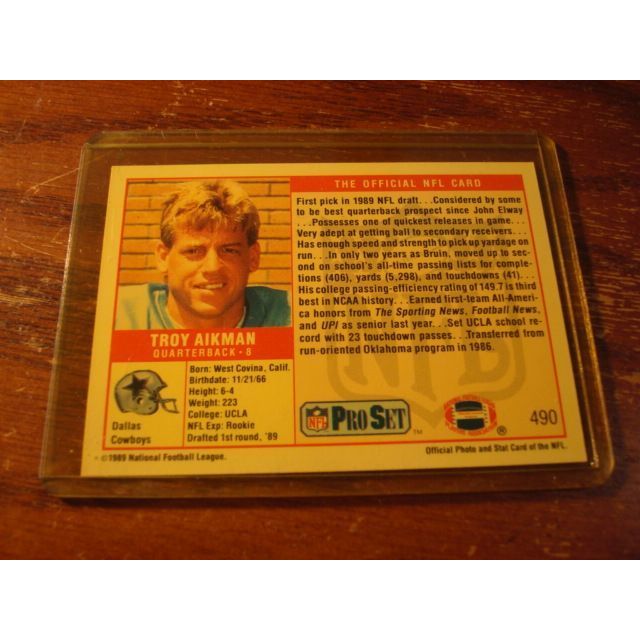 THE OFFICIAL NFL CARD
First pick in 1989 NFL draft. . .Considered by some
to be best quarterback prospect since John Elway
. . .Possesses one of quickest releases in game. . .
Very adept at getting ball to secondary receivers. . .
Has enough speed and strength to pick up yardage on
run. . .In only two years as Bruin, moved up to sec-
ond on school's all-time passing lists for comple-
tions (406), yards (5,298), and touchdowns (41). . .
His college passing-efficiency rating of 149.7 is third
best in NCAA history. . .Earned first-team All-Amer-
ica honors from The Sporting News, Football News,
and UPI as senior last year. . .Set UCLA school rec-
ord with 23 touchdown passes. . .Transferred from
run-oriented Oklahoma program in 1986.
TROY AIKMAN
QUARTERBACK • 8
Born: West Covina, Calif.
Birthdate: 11/21/66
Height: 6-4
Weight: 223
College: UCLA
NFL Exp: Rookie
Drafted 1st round, '89
Dallas
Cowboys
NFL PRO SET ™
® 490
©1989 National Football League.
Official Photo and Stat Card of the NFL.